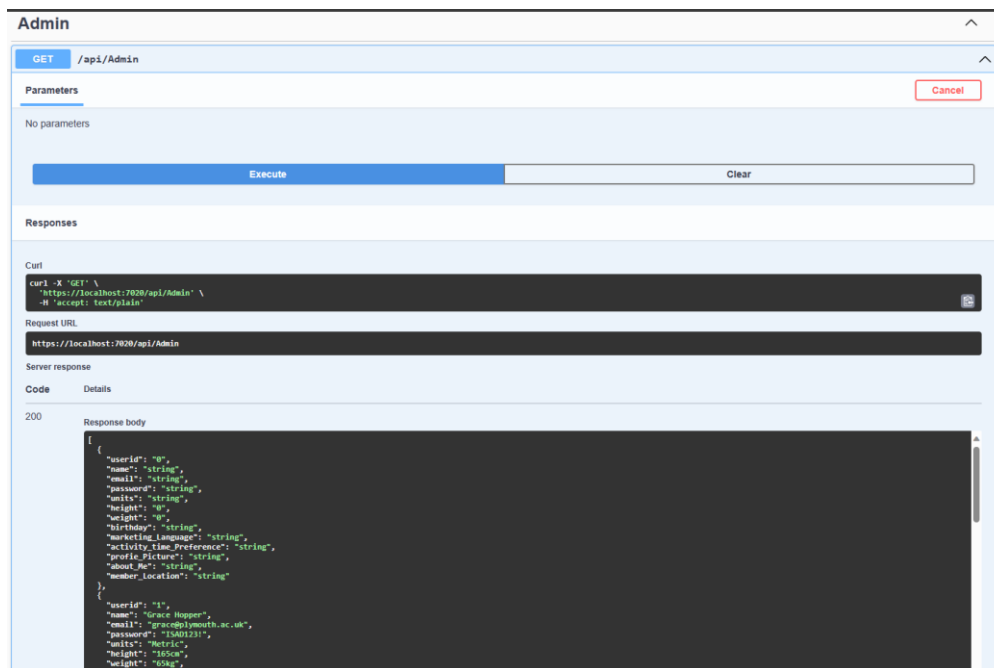 Admin
GET /api/Admin
Parameters
Cancel
No parameters
Execute
Clear
Responses
Curl
curl -X 'GET' \
'https://localhost:7020/api/Admin' \
-H 'accept: text/plain'
Request URL
https://localhost:7020/api/Admin
Server response
Code Details
200
Response body
[
{
"userid": "0",
"name": "string",
"email": "string",
"password": "string",
"units": "string",
"height": "0",
"weight": "0",
"birthday": "string",
"marketing_Language": "string",
"activity_time_Preference": "string",
"profie_Picture": "string",
"about_Me": "string",
"member_Location": "string"
},
{
"userid": "1",
"name": "Grace Hopper",
"email": "grace@plymouth.ac.uk",
"password": "ISAD123!",
"units": "Metric",
"height": "165cm",
"weight": "65kg",